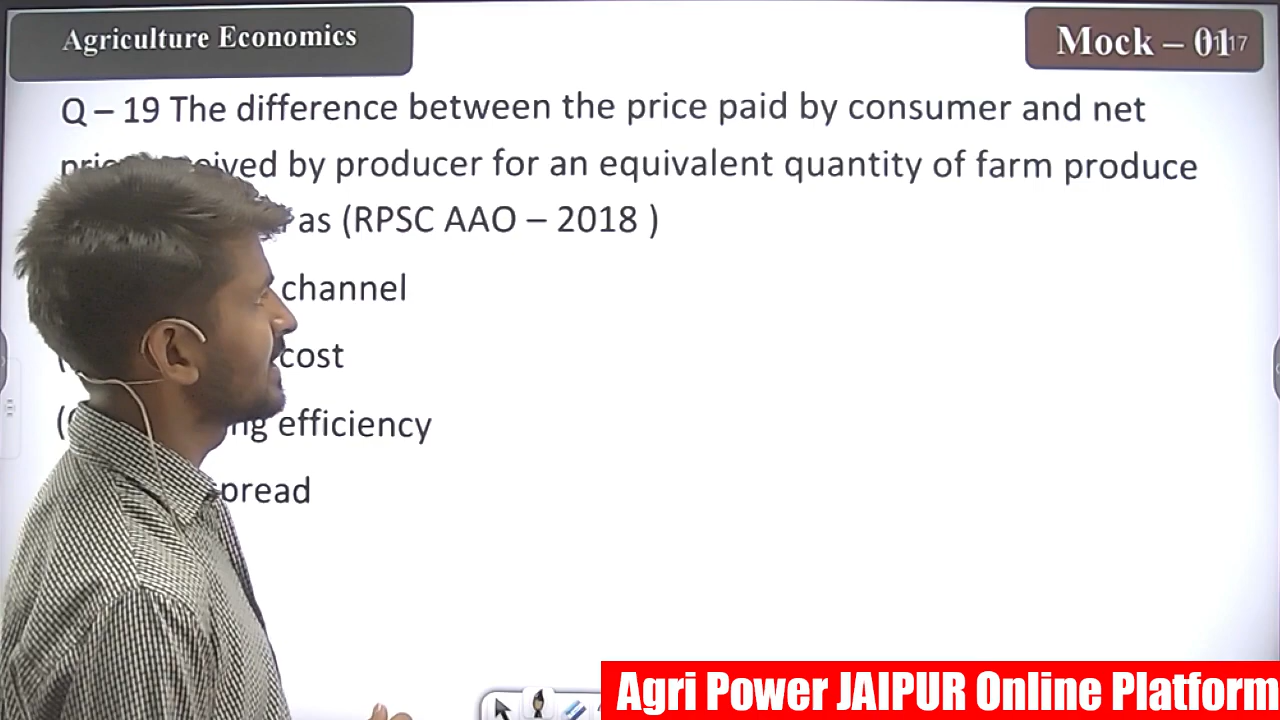 Agriculture Economics
Mock – 01
Q – 19 The difference between the price paid by consumer and net
by producer for an equivalent quantity of farm produce
as (RPSC AAO – 2018 )
channel
cost
efficiency
Agri Power JAIPUR Online Platform